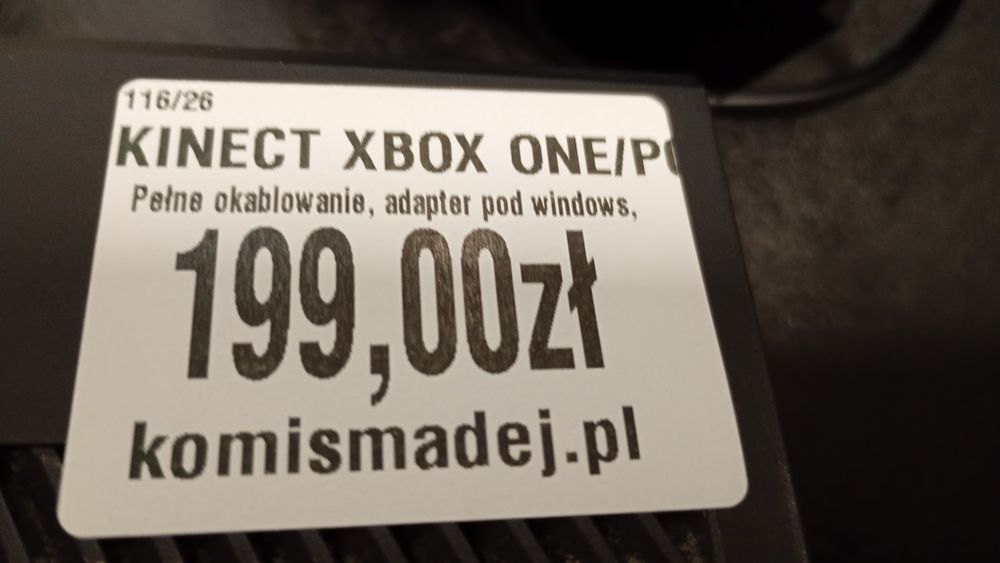 116/26
KINECT XBOX ONE/PC
Pełne okablowanie, adapter pod windows,
199,00zł
komismadej.pl